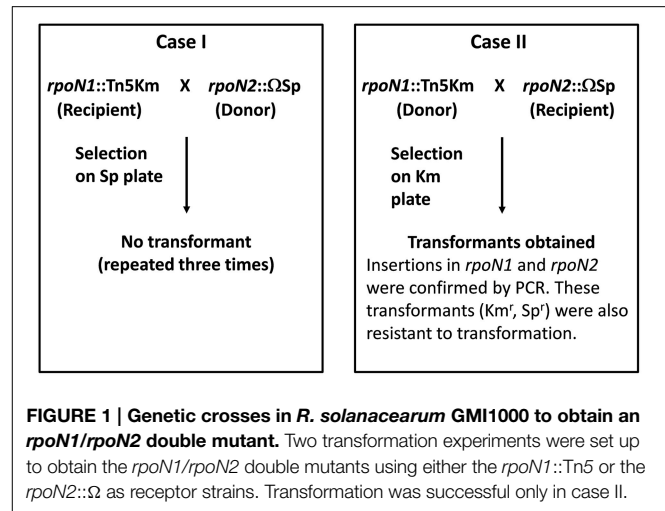 Case I
rpoN1::Tn5Km X rpoN2::ΩSp
(Recipient) (Donor)
Selection
on Sp plate
No transformant
(repeated three times)
Case II
rpoN1::Tn5Km X rpoN2::ΩSp
(Donor) (Recipient)
Selection
on Km
plate
Transformants obtained
Insertions in rpoN1 and rpoN2
were confirmed by PCR. These
transformants (Kmʳ, Spʳ) were also
resistant to transformation.
FIGURE 1 | Genetic crosses in R. solanacearum GMI1000 to obtain an
rpoN1/rpoN2 double mutant. Two transformation experiments were set up
to obtain the rpoN1/rpoN2 double mutants using either the rpoN1::Tn5 or the
rpoN2::Ω as receptor strains. Transformation was successful only in case II.